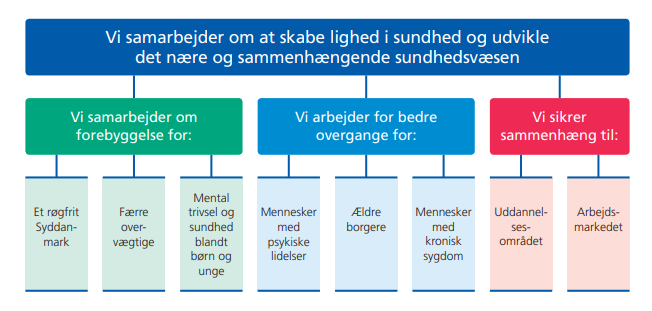 Vi samarbejder om at skabe lighed i sundhed og udvikle
det nære og sammenhængende sundhedsvæsen
Vi samarbejder om
forebyggelse for:
Vi arbejder for bedre
overgange for:
Vi sikrer
sammenhæng til:
Et røgfrit
Syddan-
mark
Færre
over-
vægtige
Mental
trivsel og
sundhed
blandt
børn og
unge
Mennesker
med
psykiske
lidelser
Ældre
borgere
Mennesker
med
kronisk
sygdom
Uddannel-
ses-
området
Arbejds-
markedet